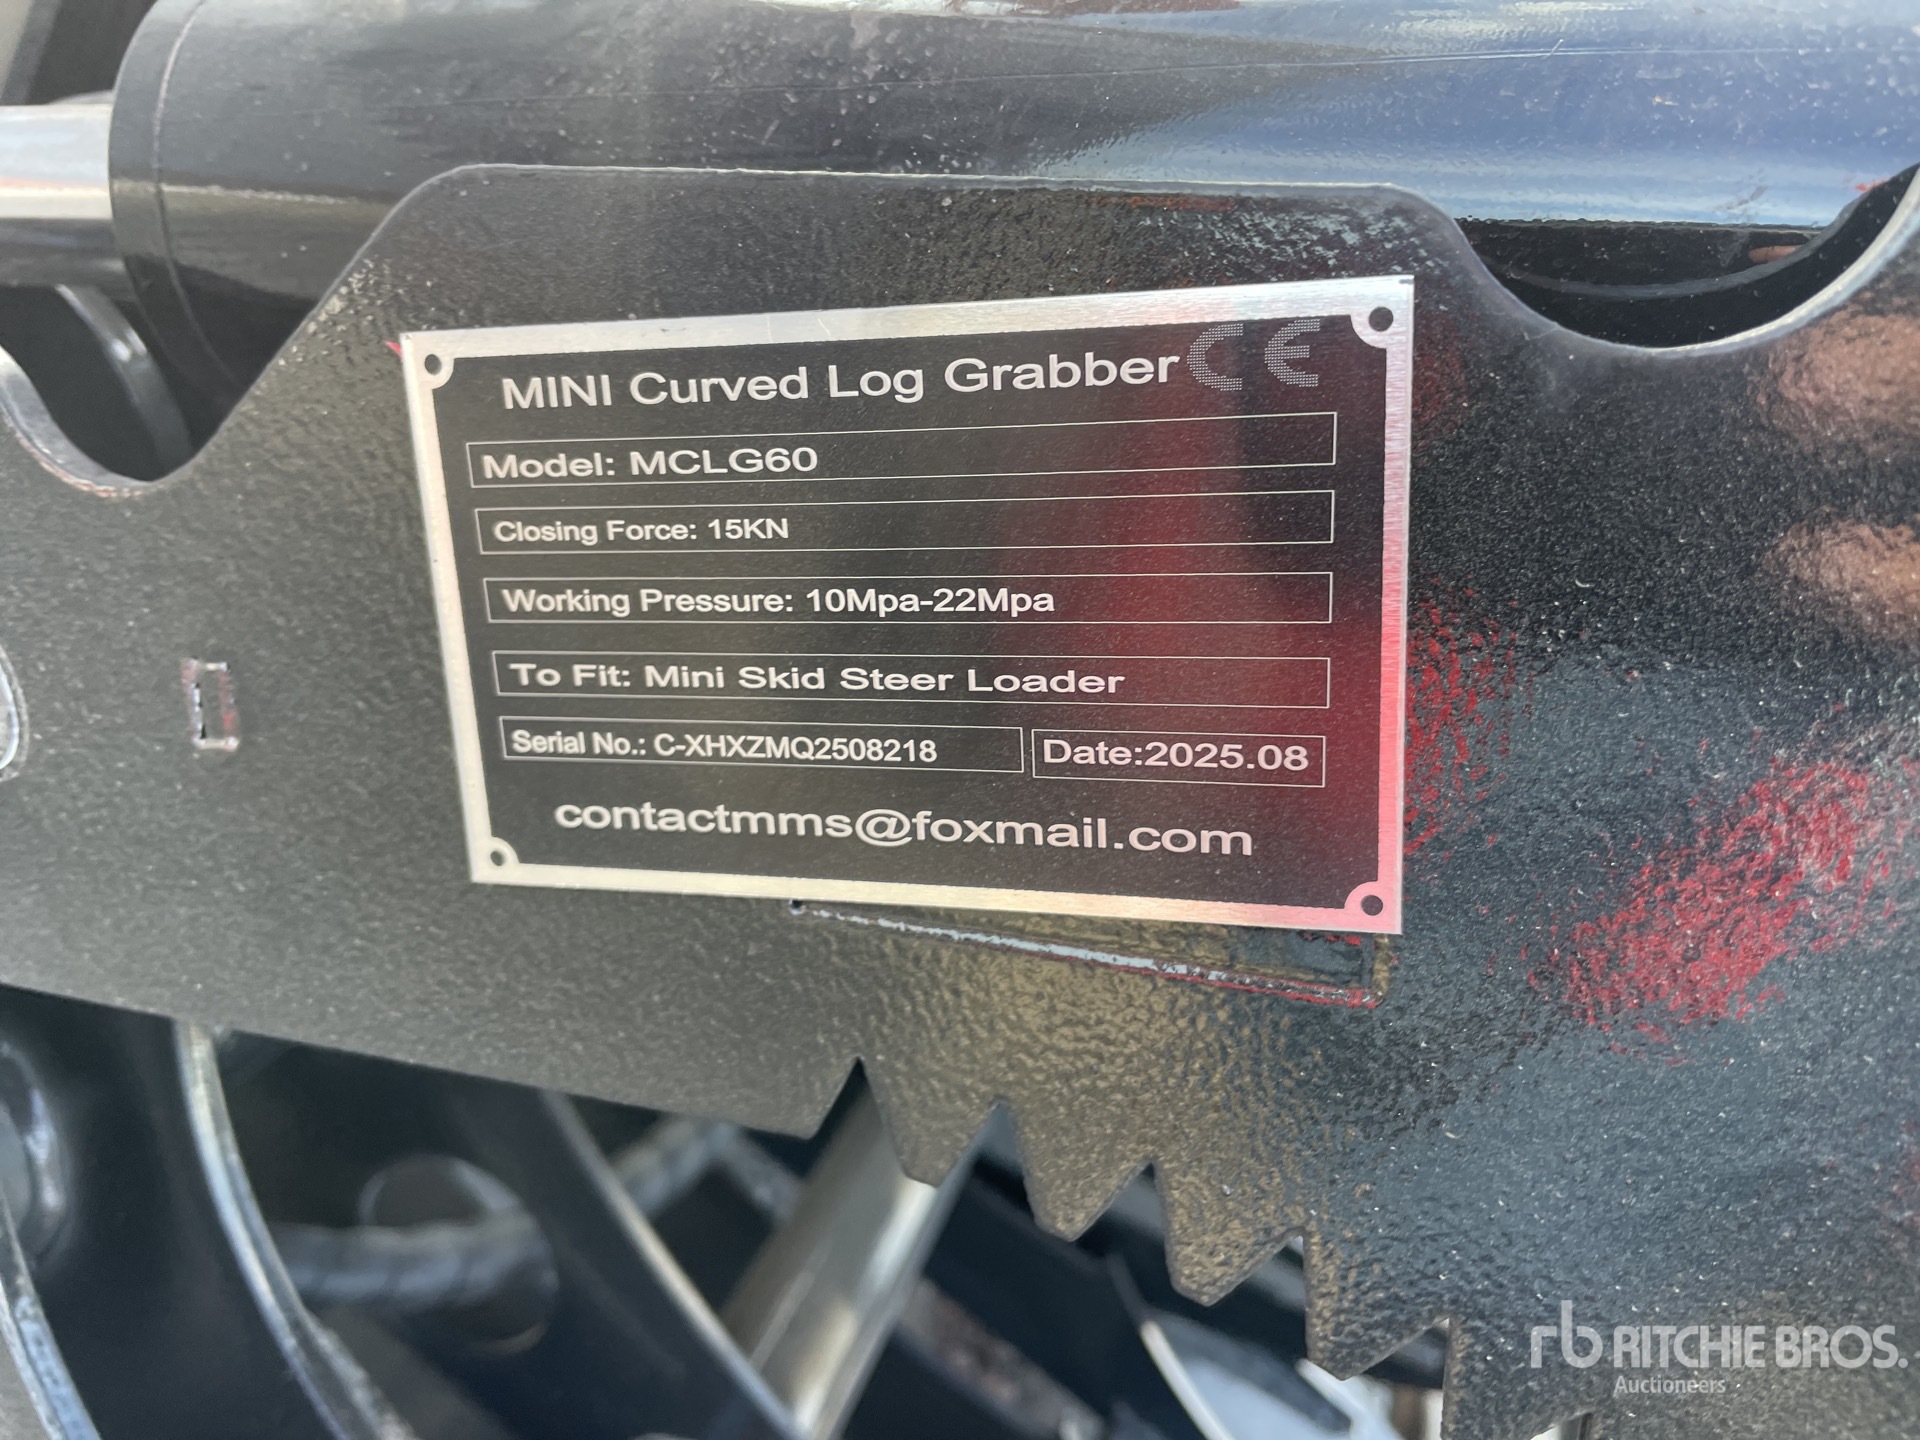 MINI Curved Log Grabber CE
Model: MCLG60
Closing Force: 15KN
Working Pressure: 10Mpa-22Mpa
To Fit: Mini Skid Steer Loader
Serial No.: C-XHXZMQ2508218 Date:2025.08
contactmms@foxmail.com
rb RITCHIE BROS.
Auctioneers